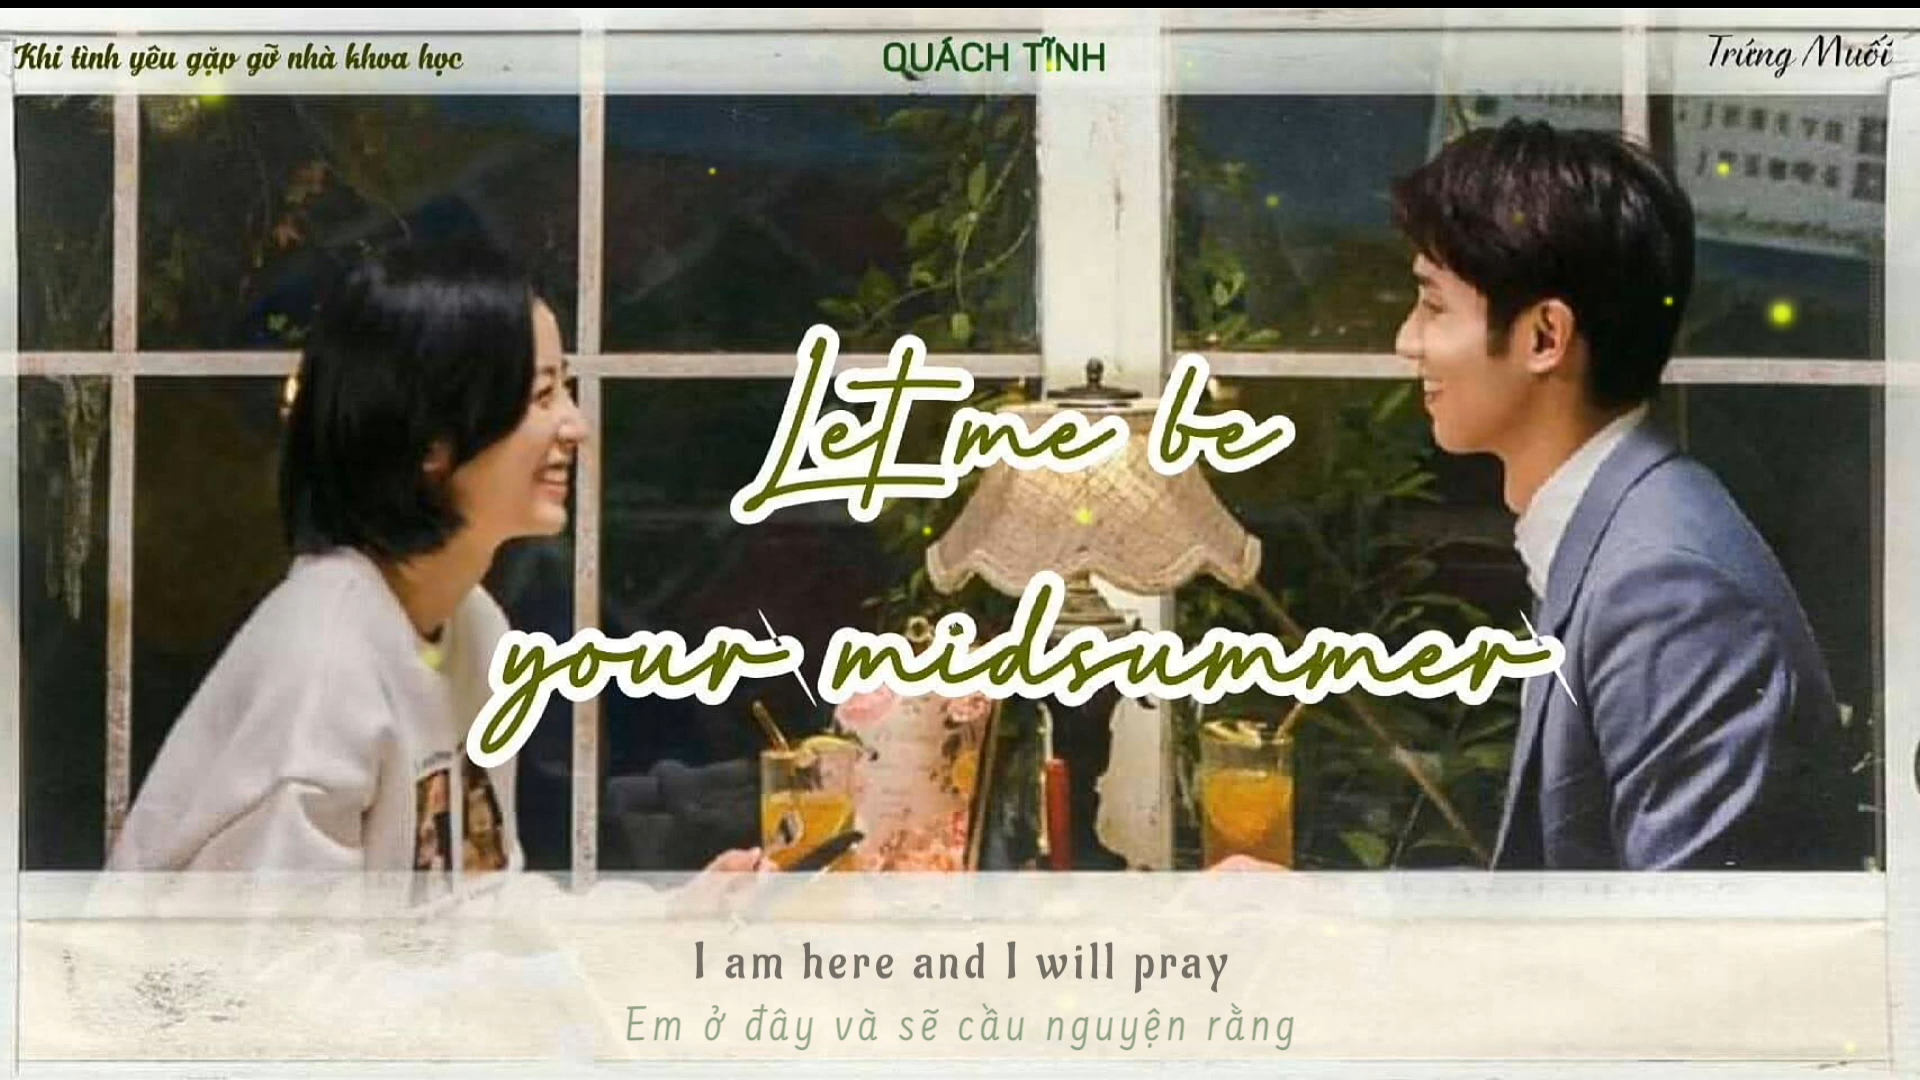 Khi tình yêu gặp gỡ nhà khoa học
QUÁCH TĨNH
Trứng Muối
Let me be
your midsummer
I am here and I will pray
Em ở đây và sẽ cầu nguyện rằng